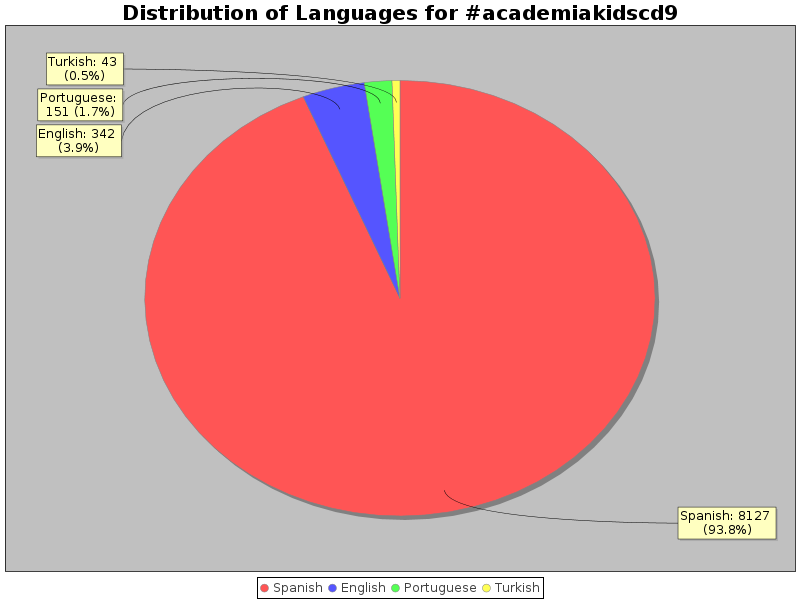 Distribution of Languages for #academiakidscd9
Turkish: 43
(0.5%)
Portuguese:
151 (1.7%)
English: 342
(3.9%)
Spanish: 8127
(93.8%)
Spanish English Portuguese Turkish